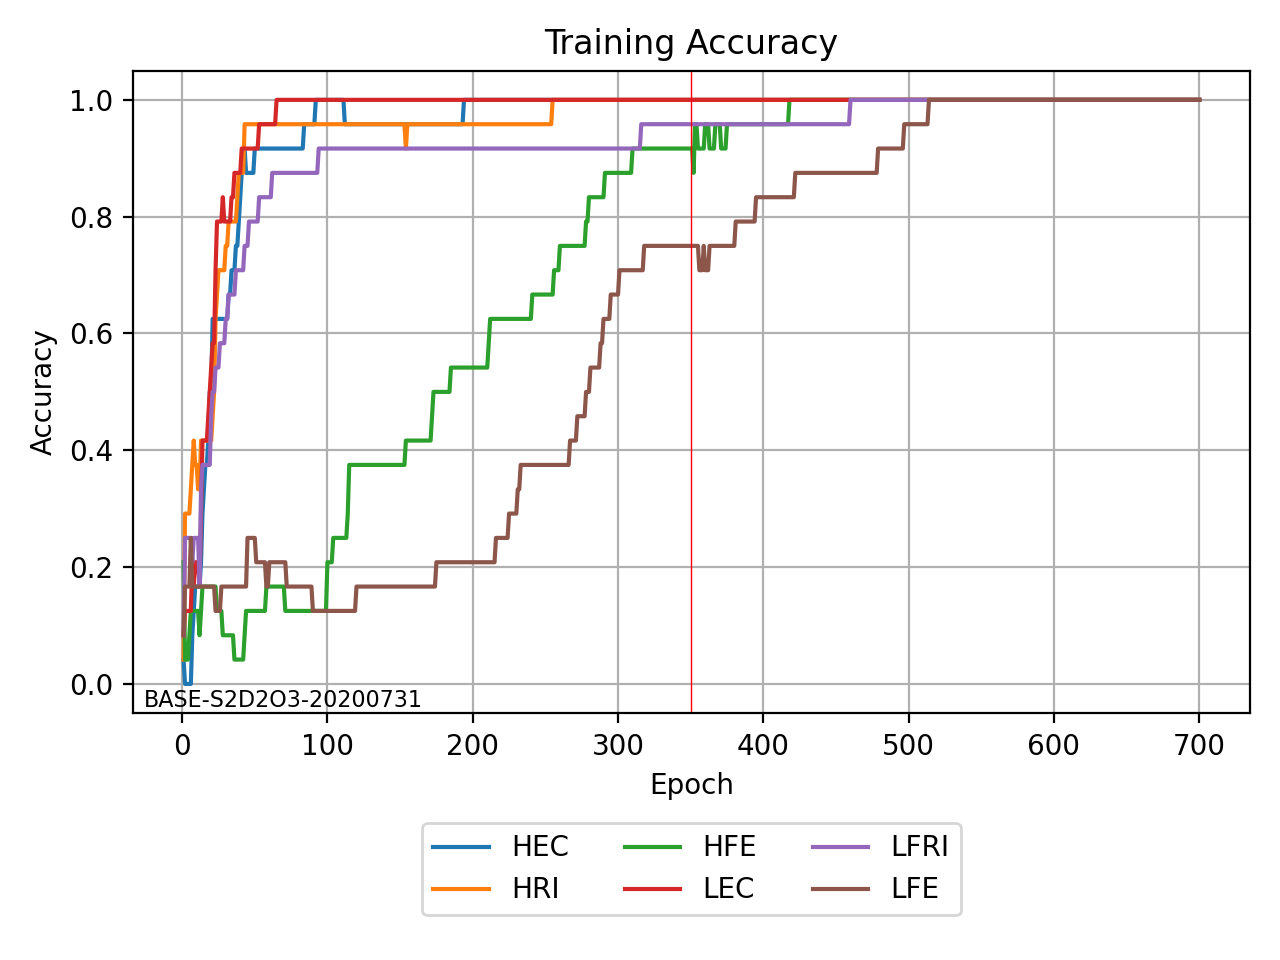 Training Accuracy
Accuracy
1.0
0.8
0.6
0.4
0.2
0.0
BASE-S2D2O3-20200731
0 100 200 300 400 500 600 700
Epoch
HEC HFE LFRI
HRI LEC LFE